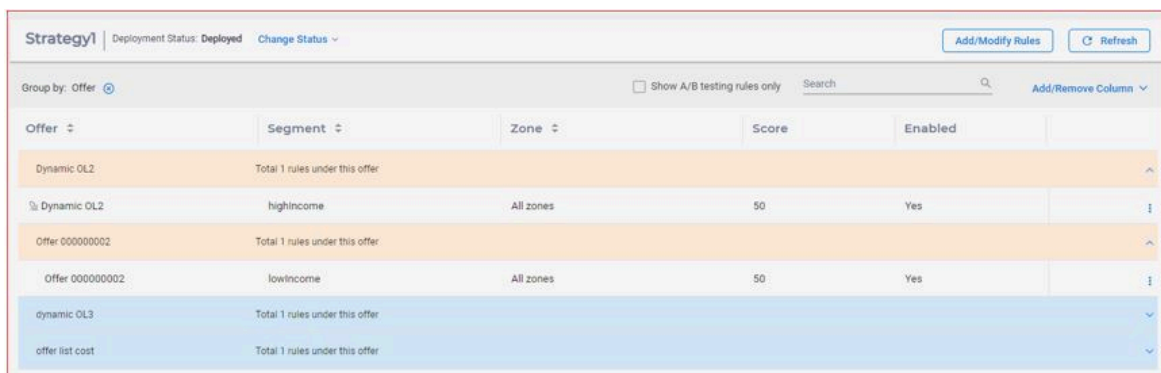 Strategy1 Deployment Status: Deployed Change Status Add/Modify Rules Refresh
Group by: Offer Show A/B testing rules only Search Add/Remove Column
Offer Segment Zone Score Enabled
Dynamic OL2 Total 1 rules under this offer
Dynamic OL2 highIncome All zones 50 Yes
Offer 000000002 Total 1 rules under this offer
Offer 000000002 lowIncome All zones 50 Yes
dynamic OL3 Total 1 rules under this offer
offer list cost Total 1 rules under this offer